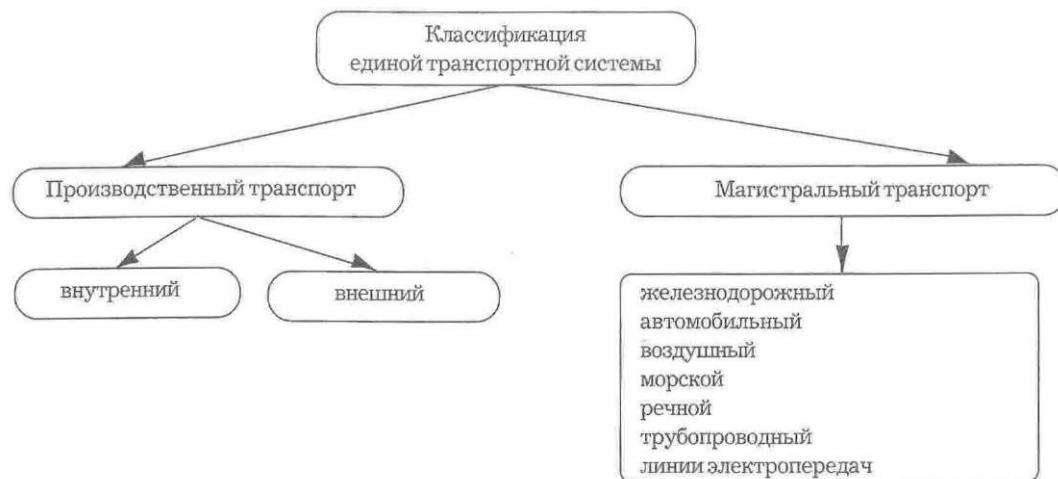 Классификация
единой транспортной системы
Производственный транспорт
Магистральный транспорт
внутренний
внешний
железнодорожный
автомобильный
воздушный
морской
речной
трубопроводный
линии электропередач